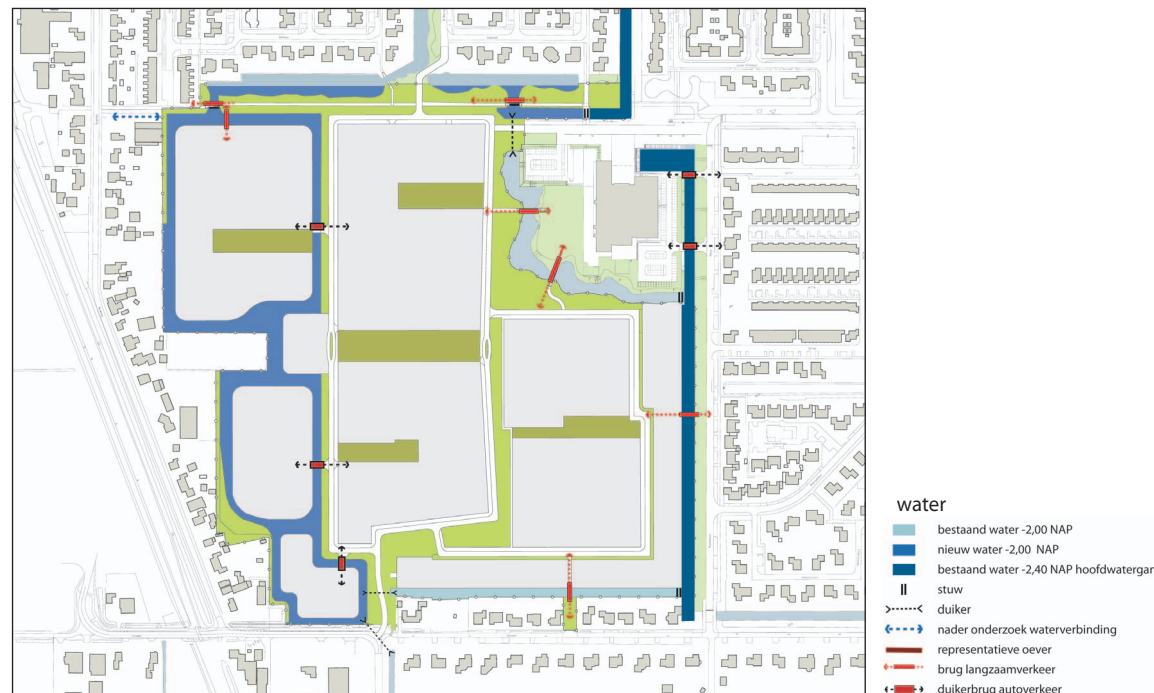 water
bestaand water -2,00 NAP
nieuw water -2,00 NAP
bestaand water -2,40 NAP hoofdwatergan
stuw
duiker
nader onderzoek waterverbinding
representatieve oever
brug langzaamverkeer
duikerbrug autoverkeer